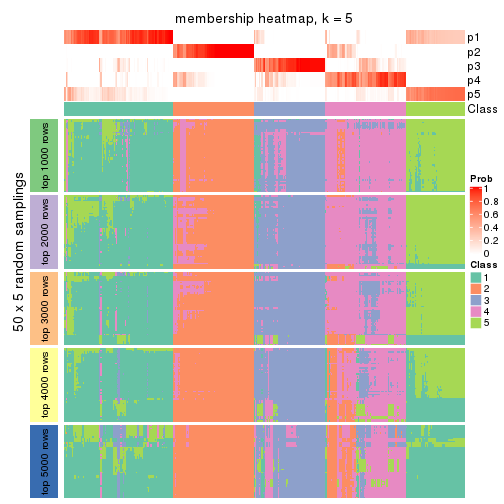 membership heatmap, k = 5
p1
p2
p3
p4
p5
Class
50 x 5 random samplings
top 1000 rows
top 2000 rows
top 3000 rows
top 4000 rows
top 5000 rows
Prob
1
0.8
0.6
0.4
0.2
0
Class
1
2
3
4
5